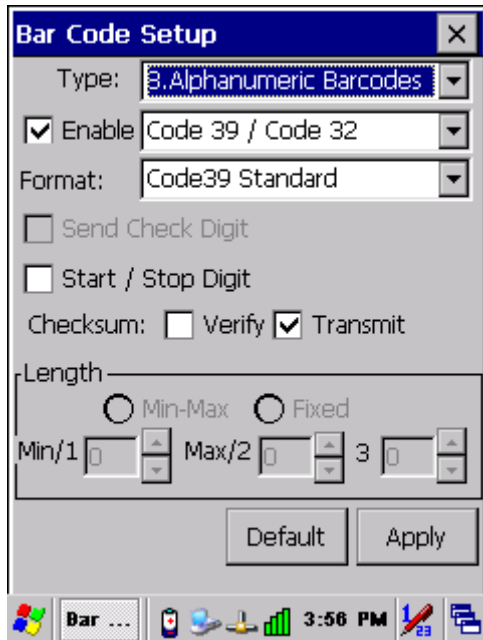 Bar Code Setup
Type: 3.Alphanumeric Barcodes
Enable Code 39 / Code 32
Format: Code39 Standard
Send Check Digit
Start / Stop Digit
Checksum: Verify Transmit
Length
Min-Max Fixed
Min/1 0 Max/2 0 3 0
Default Apply
Bar ... 3:56 PM 1/23